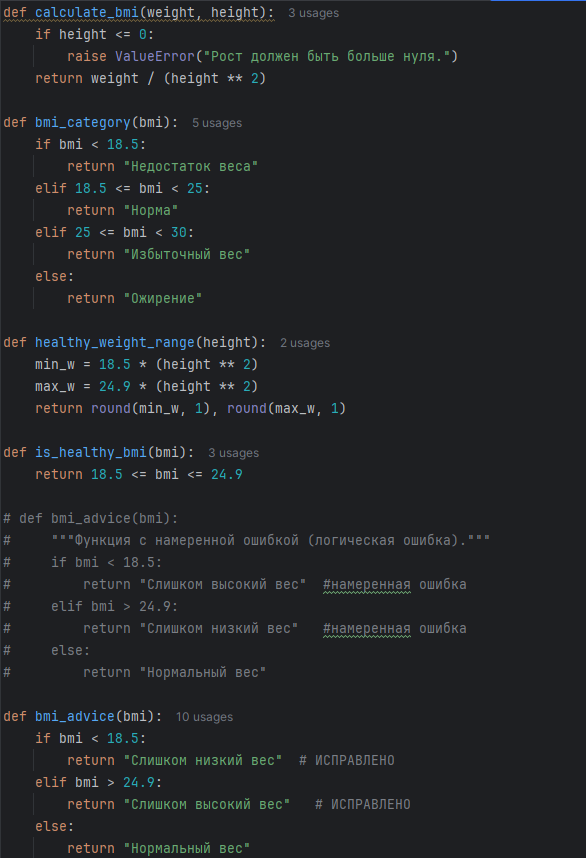 def calculate_bmi(weight, height):  3 usages
    if height <= 0:
        raise ValueError("Рост должен быть больше нуля.")
    return weight / (height ** 2)

def bmi_category(bmi):  5 usages
    if bmi < 18.5:
        return "Недостаток веса"
    elif 18.5 <= bmi < 25:
        return "Норма"
    elif 25 <= bmi < 30:
        return "Избыточный вес"
    else:
        return "Ожирение"

def healthy_weight_range(height):  2 usages
    min_w = 18.5 * (height ** 2)
    max_w = 24.9 * (height ** 2)
    return round(min_w, 1), round(max_w, 1)

def is_healthy_bmi(bmi):  3 usages
    return 18.5 <= bmi <= 24.9

# def bmi_advice(bmi):
#     """Функция с намеренной ошибкой (логическая ошибка)."""
#     if bmi < 18.5:
#         return "Слишком высокий вес"  #намеренная ошибка
#     elif bmi > 24.9:
#         return "Слишком низкий вес"   #намеренная ошибка
#     else:
#         return "Нормальный вес"

def bmi_advice(bmi):  10 usages
    if bmi < 18.5:
        return "Слишком низкий вес"  # ИСПРАВЛЕНО
    elif bmi > 24.9:
        return "Слишком высокий вес"   # ИСПРАВЛЕНО
    else:
        return "Нормальный вес"